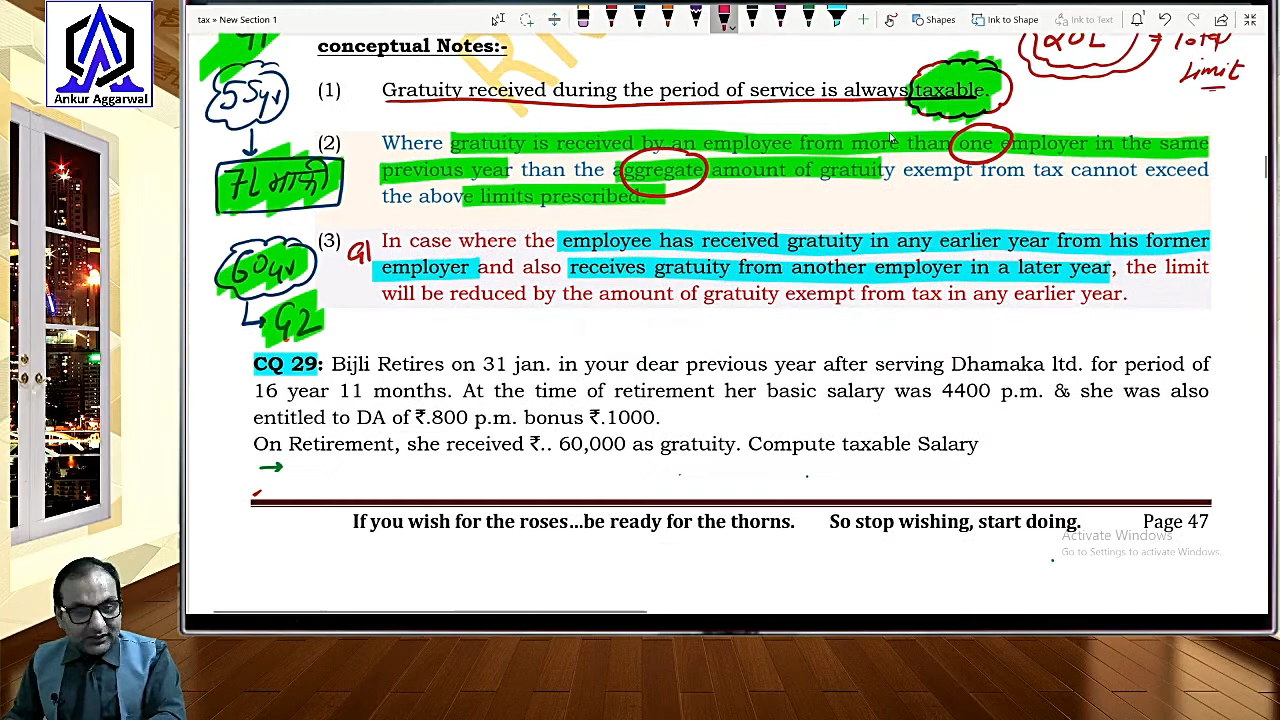 tax » New Section 1
Shapes
Ink to Shape
Ink to Text
Ankur Aggarwal
G1
conceptual Notes:-
20L = Total
Limit
55yr
(1) Gratuity received during the period of service is always taxable.
(2) Where gratuity is received by an employee from more than one employer in the same
previous year than the aggregate amount of gratuity exempt from tax cannot exceed
the above limits prescribed.
7L माफी
(3) G1 In case where the employee has received gratuity in any earlier year from his former
employer and also receives gratuity from another employer in a later year, the limit
will be reduced by the amount of gratuity exempt from tax in any earlier year.
60yr
G2
CQ 29: Bijli Retires on 31 jan. in your dear previous year after serving Dhamaka ltd. for period of
16 year 11 months. At the time of retirement her basic salary was 4400 p.m. & she was also
entitled to DA of ₹.800 p.m. bonus ₹.1000.
On Retirement, she received ₹.. 60,000 as gratuity. Compute taxable Salary
If you wish for the roses...be ready for the thorns. So stop wishing, start doing. Page 47
Activate Windows
Go to Settings to activate Windows.